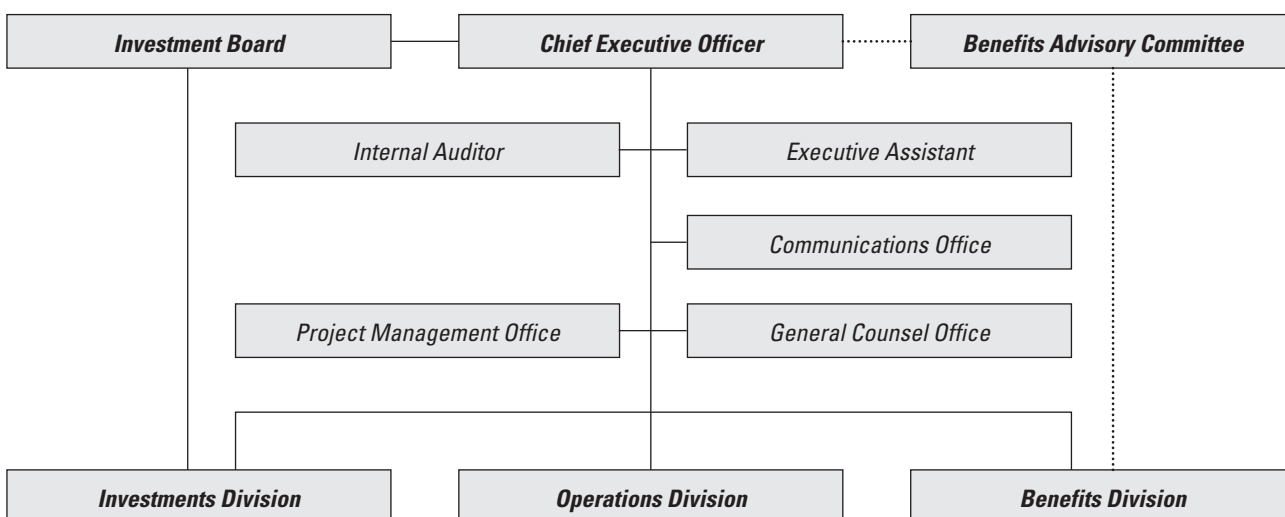 Investment Board
Chief Executive Officer
Benefits Advisory Committee
Internal Auditor
Executive Assistant
Communications Office
Project Management Office
General Counsel Office
Investments Division
Operations Division
Benefits Division